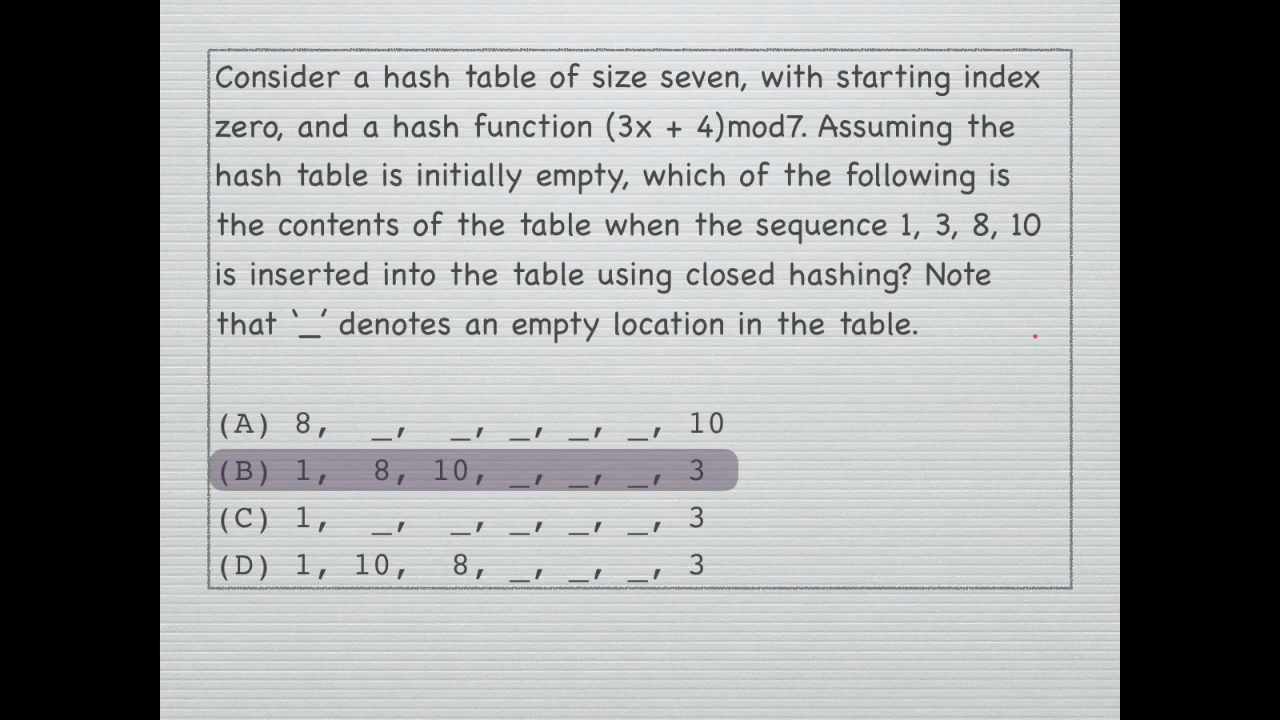 Consider a hash table of size seven, with starting index
zero, and a hash function (3x + 4)mod7. Assuming the
hash table is initially empty, which of the following is
the contents of the table when the sequence 1, 3, 8, 10
is inserted into the table using closed hashing? Note
that ‘_’ denotes an empty location in the table.
(A) 8, _, _, _, _, _, 10
(B) 1, 8, 10, _, _, _, 3
(C) 1, _, _, _, _, _, 3
(D) 1, 10, 8, _, _, _, 3